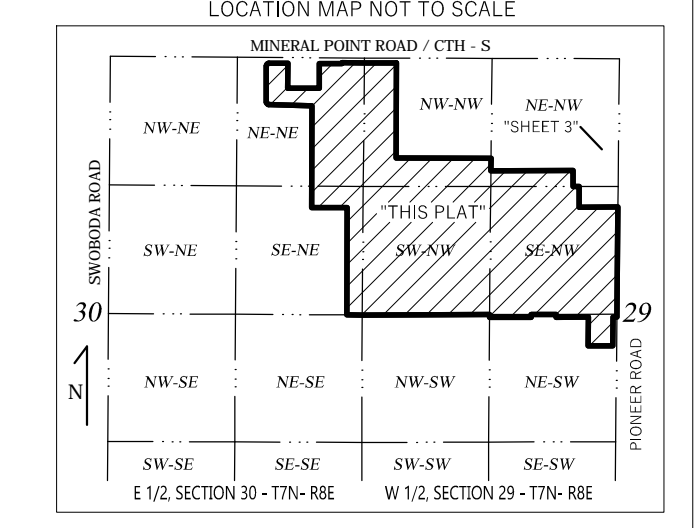 LOCATION MAP NOT TO SCALE
MINERAL POINT ROAD / CTH - S
NW-NE
NE-NE
NW-NW
NE-NW
"SHEET 3"
SWOBODA ROAD
"THIS PLAT"
SW-NE
SE-NE
SW-NW
SE-NW
30
29
N
NW-SE
NE-SE
NW-SW
NE-SW
PIONEER ROAD
SW-SE
SE-SE
SW-SW
SE-SW
E 1/2, SECTION 30 - T7N- R8E
W 1/2, SECTION 29 - T7N- R8E